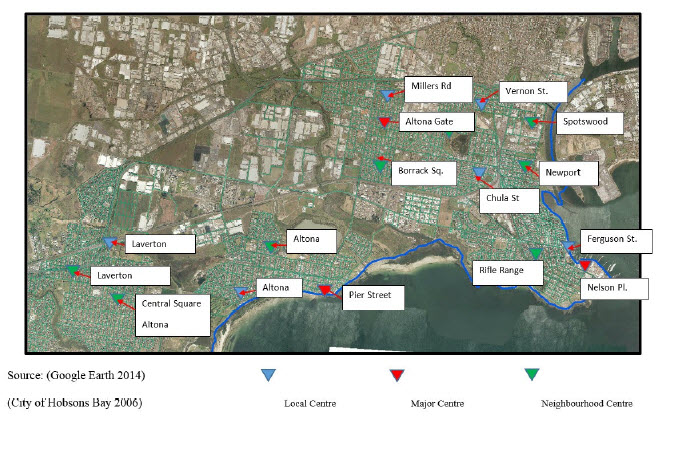 Millers Rd
Vernon St.
Altona Gate
Spotswood
Borrack Sq.
Newport
Chula St
Laverton
Altona
Ferguson St.
Laverton
Rifle Range
Altona
Pier Street
Nelson Pl.
Central Square
Altona
Source: (Google Earth 2014)
(City of Hobsons Bay 2006)
Local Centre
Major Centre
Neighbourhood Centre